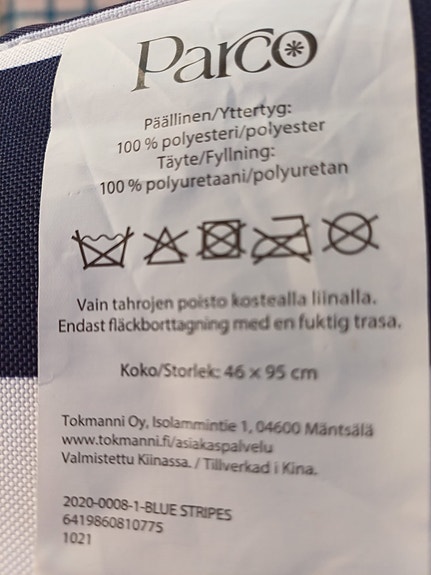 Parco
Päällinen/Yttertyg:
100 % polyesteri/polyester
Täyte/Fyllning:
100 % polyuretaani/polyuretan
Vain tahrojen poisto kostealla liinalla.
Endast fläckborttagning med en fuktig trasa.
Koko/Storlek: 46 x 95 cm
Tokmanni Oy, Isolammintie 1, 04600 Mäntsälä
www.tokmanni.fi/asiakaspalvelu
Valmistettu Kiinassa. / Tillverkad i Kina.
2020-0008-1-BLUE STRIPES
6419860810775
1021